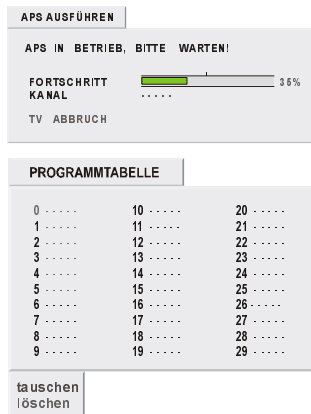 APS AUSFÜHREN
APS IN BETRIEB, BITTE WARTEN!
FORTSCHRITT 35%
KANAL - - - - -
TV ABBRUCH
PROGRAMMTABELLE
0 - - - - - 10 - - - - - 20 - - - - -
1 - - - - - 11 - - - - - 21 - - - - -
2 - - - - - 12 - - - - - 22 - - - - -
3 - - - - - 13 - - - - - 23 - - - - -
4 - - - - - 14 - - - - - 24 - - - - -
5 - - - - - 15 - - - - - 25 - - - - -
6 - - - - - 16 - - - - - 26 - - - - -
7 - - - - - 17 - - - - - 27 - - - - -
8 - - - - - 18 - - - - - 28 - - - - -
9 - - - - - 19 - - - - - 29 - - - - -
tauschen
löschen